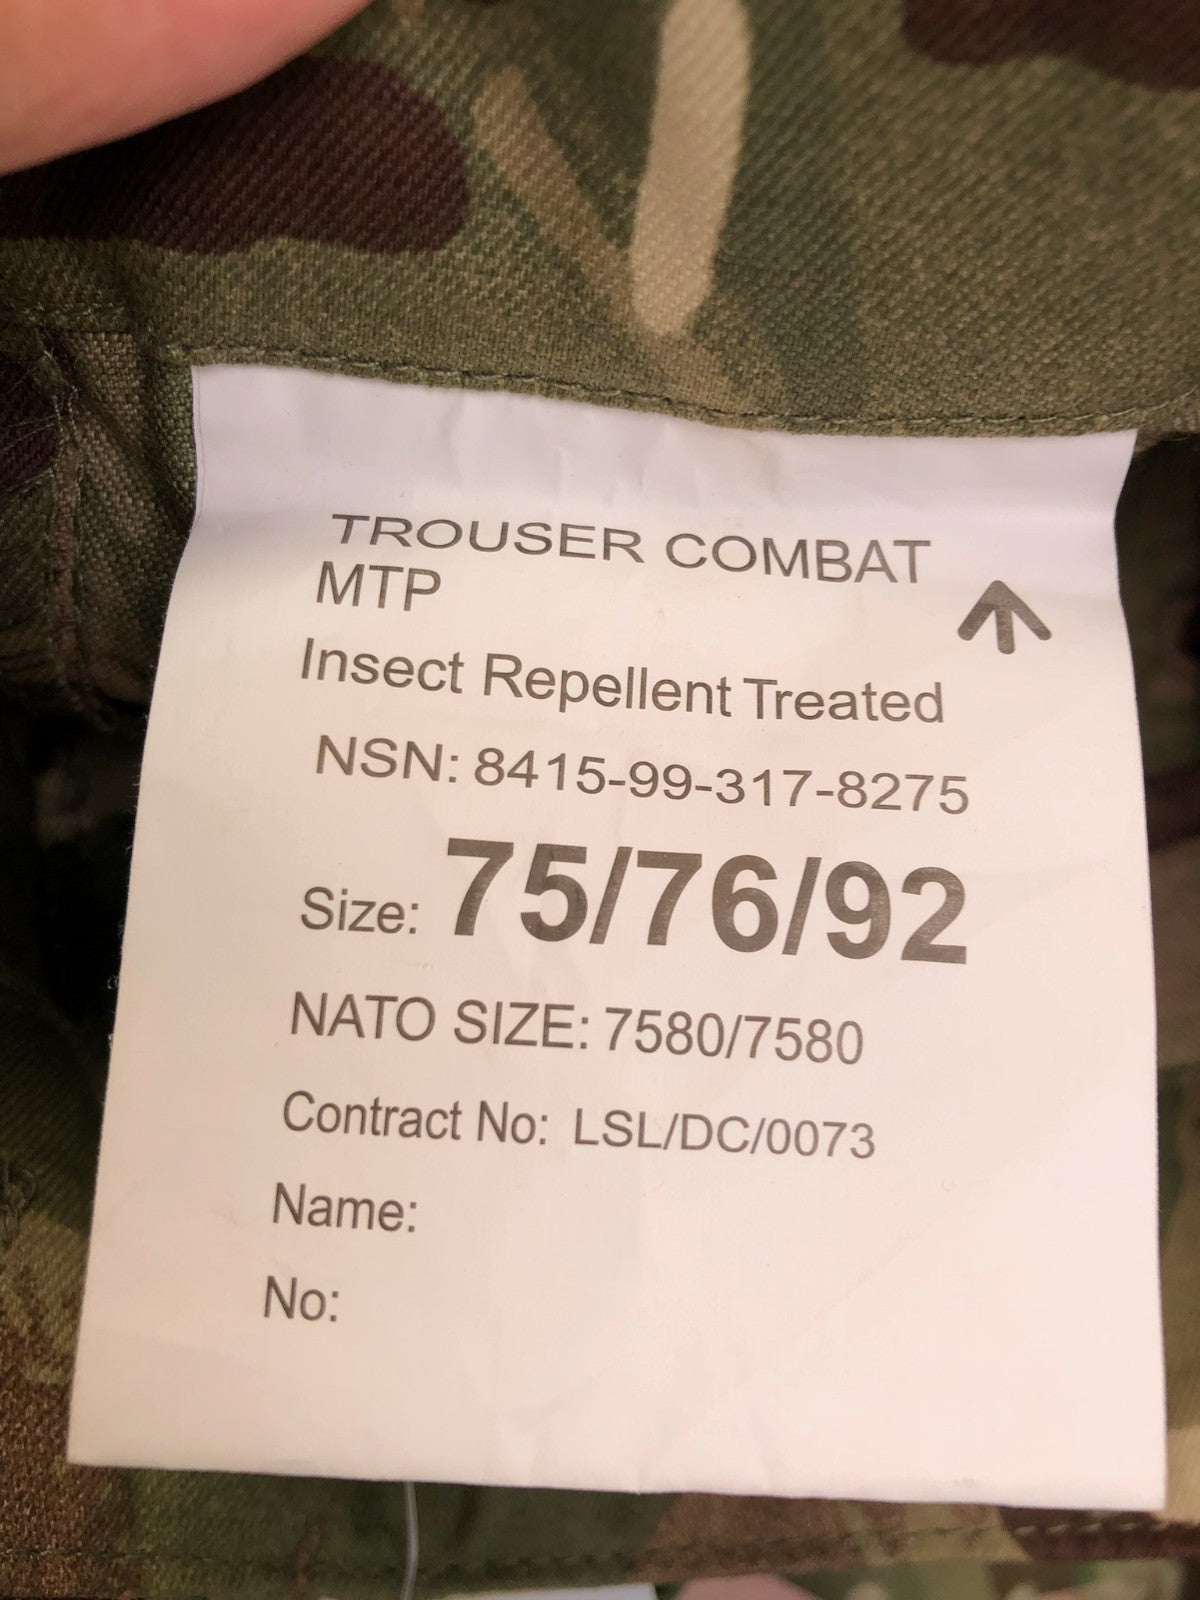 TROUSER COMBAT
MTP
Insect Repellent Treated
NSN: 8415-99-317-8275
Size: 75/76/92
NATO SIZE: 7580/7580
Contract No: LSL/DC/0073
Name:
No: